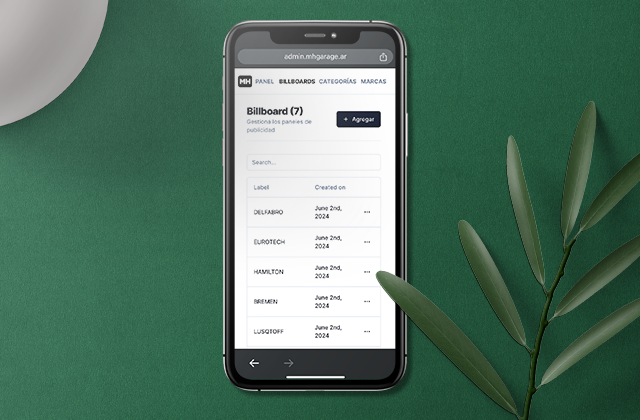 admin.mhgarage.ar
MH PANEL BILLBOARDS CATEGORÍAS MARCAS
Billboard (7)
Gestiona los paneles de
publicidad
+ Agregar
Search...
Label Created on
DELFABRO June 2nd,
2024
EUROTECH June 2nd,
2024
HAMILTON June 2nd,
2024
BREMEN June 2nd,
2024
LUSQTOFF June 2nd,
2024